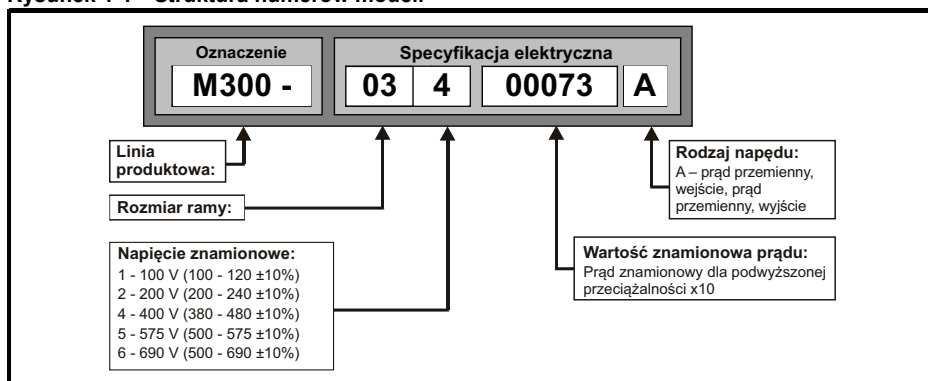 Struktura numerów modeli
Oznaczenie
Specyfikacja elektryczna
M300 - 03 4 00073 A
Linia
produktowa:
Rozmiar ramy:
Napięcie znamionowe:
1 - 100 V (100 - 120 ±10%)
2 - 200 V (200 - 240 ±10%)
4 - 400 V (380 - 480 ±10%)
5 - 575 V (500 - 575 ±10%)
6 - 690 V (500 - 690 ±10%)
Rodzaj napędu:
A – prąd przemienny,
wejście, prąd
przemienny, wyjście
Wartość znamionowa prądu:
Prąd znamionowy dla podwyższonej
przeciążalności x10